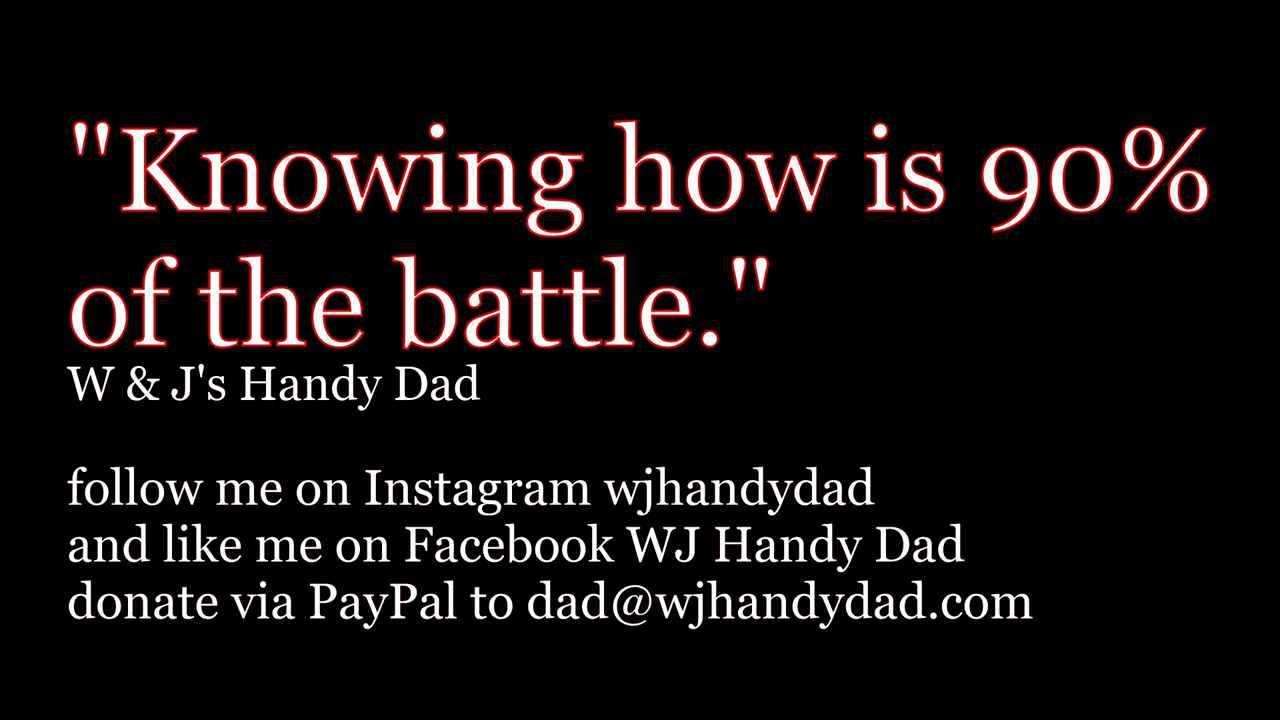 "Knowing how is 90%
of the battle."
W & J's Handy Dad
follow me on Instagram wjhandydad
and like me on Facebook WJ Handy Dad
donate via PayPal to dad@wjhandydad.com